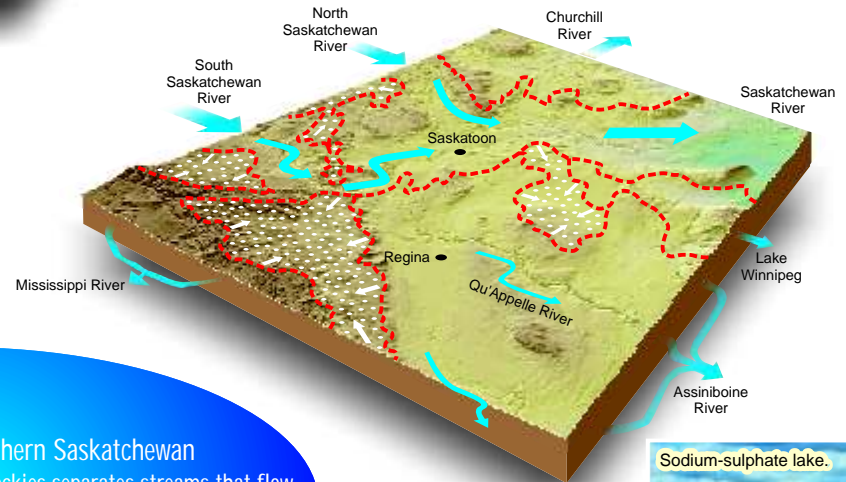 North
Saskatchewan
River
Churchill
River
South
Saskatchewan
River
Saskatchewan
River
Saskatoon
Regina
Qu'Appelle River
Mississippi River
Lake
Winnipeg
Assiniboine
River
hern Saskatchewan
Sodium-sulphate lake.